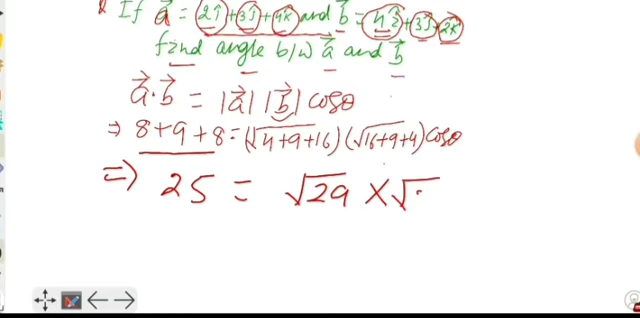 If a⃗ = (2î+3ĵ+4k̂ and b⃗ = 4î+3ĵ+2k̂
find angle b/w a⃗ and b⃗
a⃗.b⃗ = |a⃗| |b⃗| cosθ
⇒ 8+9+8 = (√4+9+16) (√16+9+4) cosθ
⇒ 25 = √29 × √